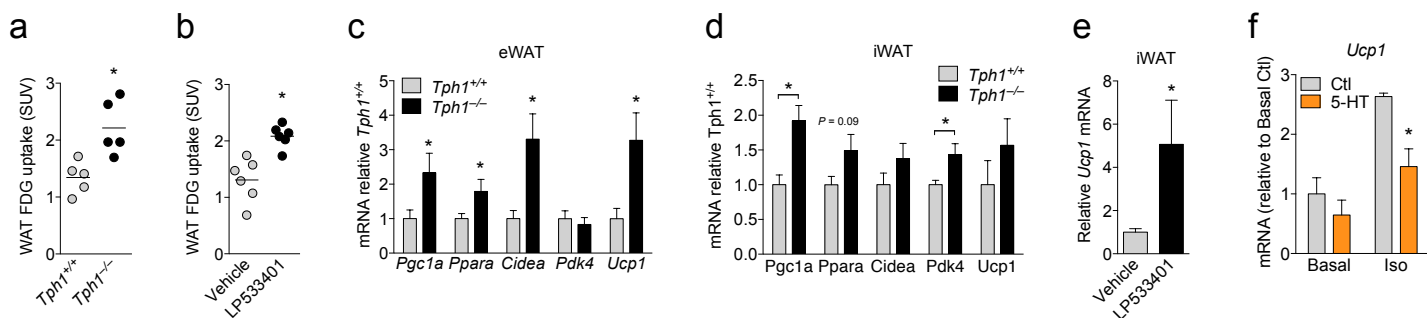 a
WAT FDG uptake (SUV)
3
2
1
0
*
Tph1+/+
Tph1−/−
b
WAT FDG uptake (SUV)
3
2
1
0
*
Vehicle
LP533401
c
eWAT
mRNA relative Tph1+/+
5
4
3
2
1
0
Tph1+/+
Tph1−/−
*
*
*
*
Pgc1a Ppara Cidea Pdk4 Ucp1
d
iWAT
mRNA relative Tph1+/+
2.5
2.0
1.5
1.0
0.5
0.0
Tph1+/+
Tph1−/−
*
P = 0.09
*
Pgc1a Ppara Cidea Pdk4 Ucp1
e
iWAT
Relative Ucp1 mRNA
8
6
4
2
0
*
Vehicle
LP533401
f
Ucp1
mRNA (relative to Basal Ctl)
3
2
1
0
Ctl
5-HT
*
Basal Iso